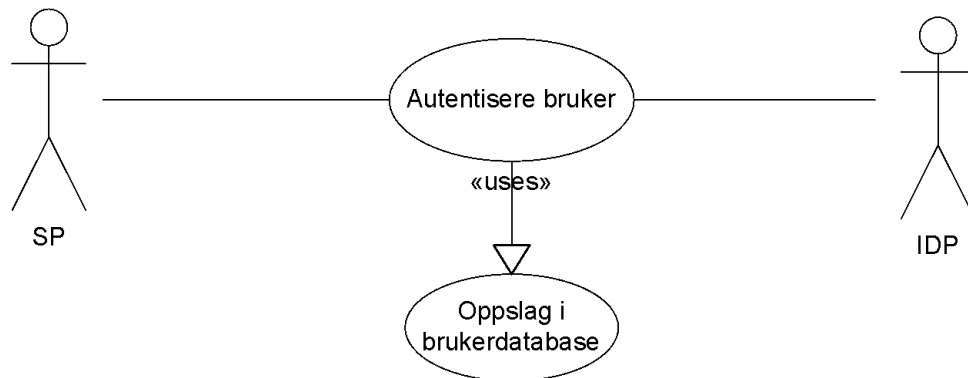 Autentisere bruker
«uses»
SP
IDP
Oppslag i
brukerdatabase